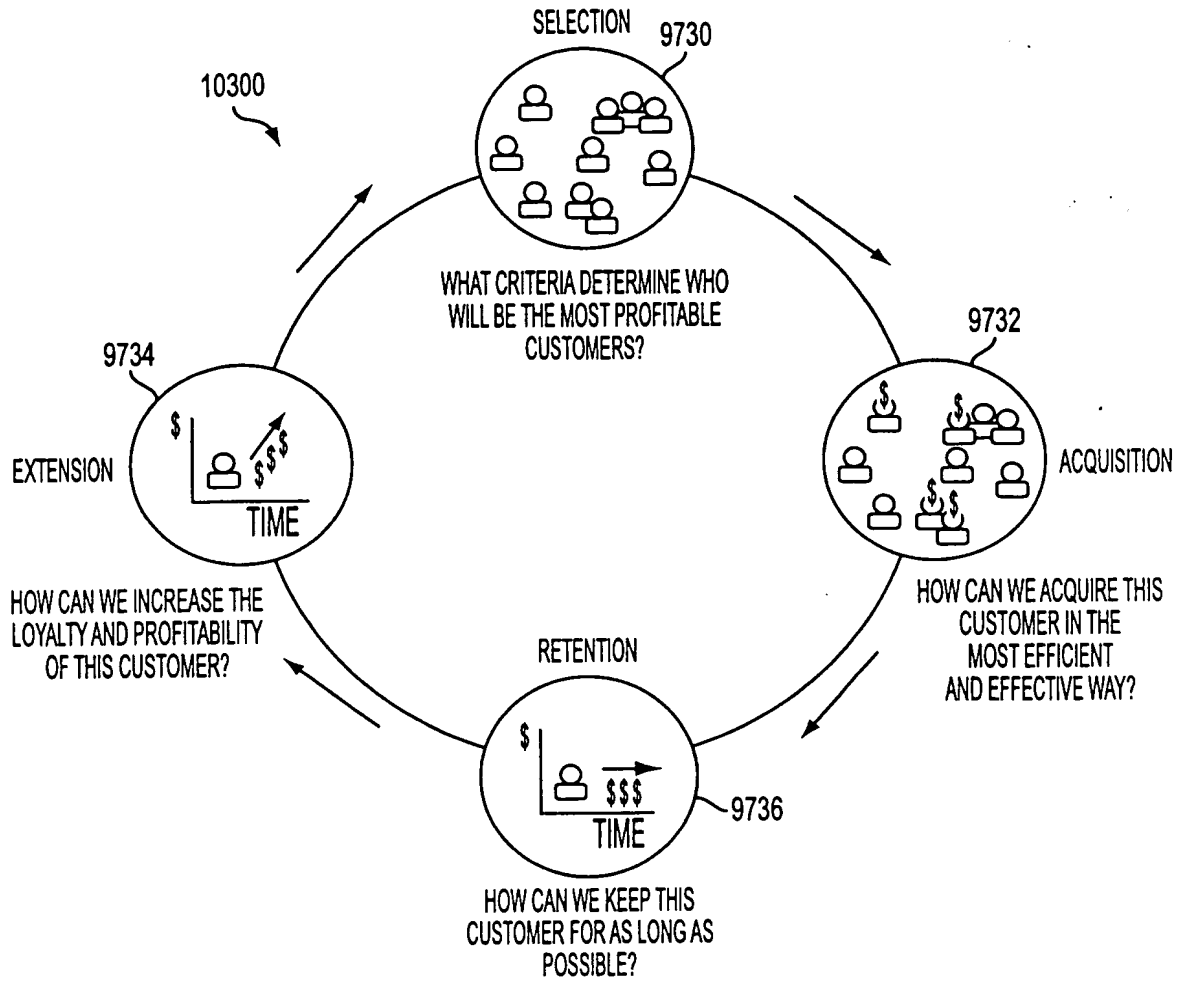 SELECTION
9730
10300
WHAT CRITERIA DETERMINE WHO
WILL BE THE MOST PROFITABLE
CUSTOMERS?
9732
$
$
$
$
ACQUISITION
HOW CAN WE ACQUIRE THIS
CUSTOMER IN THE
MOST EFFICIENT
AND EFFECTIVE WAY?
9734
EXTENSION
$
$$$
TIME
HOW CAN WE INCREASE THE
LOYALTY AND PROFITABILITY
OF THIS CUSTOMER?
RETENTION
$
$$$
TIME
9736
HOW CAN WE KEEP THIS
CUSTOMER FOR AS LONG AS
POSSIBLE?